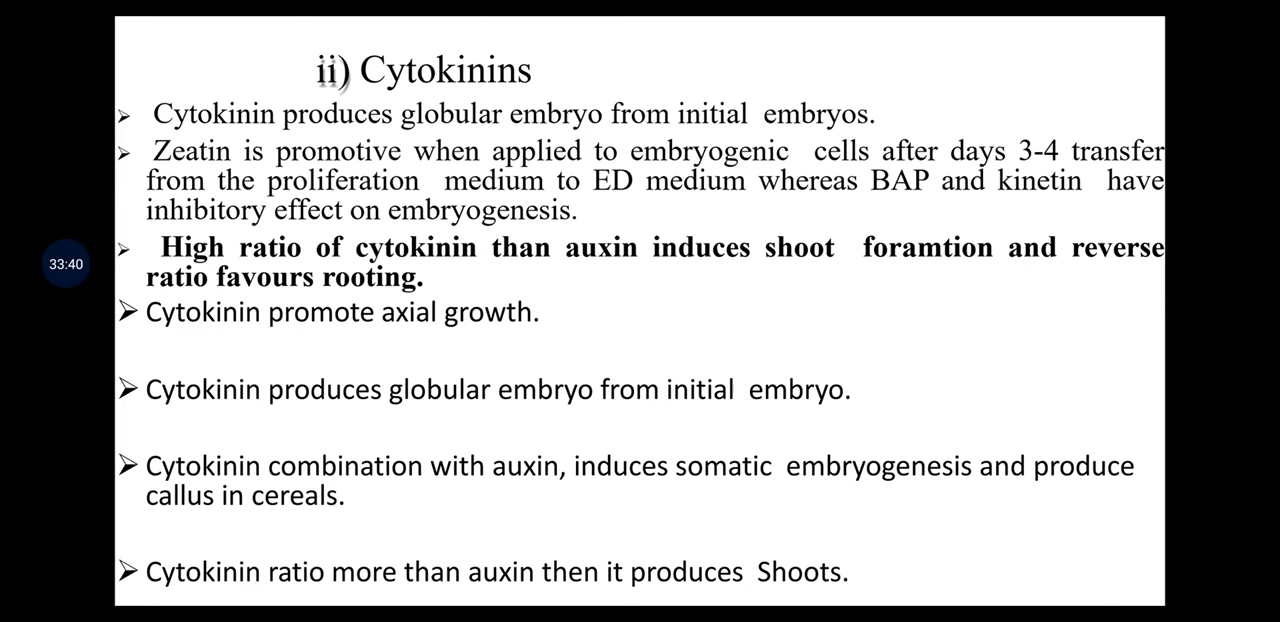 ii) Cytokinins
➢ Cytokinin produces globular embryo from initial embryos.
➢ Zeatin is promotive when applied to embryogenic cells after days 3-4 transfer
from the proliferation medium to ED medium whereas BAP and kinetin have
inhibitory effect on embryogenesis.
➢ High ratio of cytokinin than auxin induces shoot foramtion and reverse
33:40
ratio favours rooting.
➢ Cytokinin promote axial growth.
➢ Cytokinin produces globular embryo from initial embryo.
➢ Cytokinin combination with auxin, induces somatic embryogenesis and produce
callus in cereals.
➢ Cytokinin ratio more than auxin then it produces Shoots.